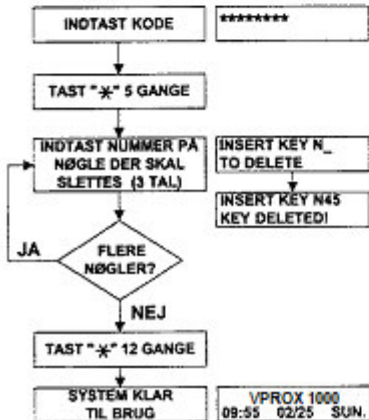 INDTAST KODE
********
TAST "*" 5 GANGE
INDTAST NUMMER PÅ
NØGLE DER SKAL
SLETTES (3 TAL)
INSERT KEY N_
TO DELETE
INSERT KEY N45
KEY DELETED!
JA
FLERE
NØGLER?
NEJ
TAST "*" 12 GANGE
SYSTEM KLAR
TIL BRUG
VPROX 1000
09:55 02/25 SUN.